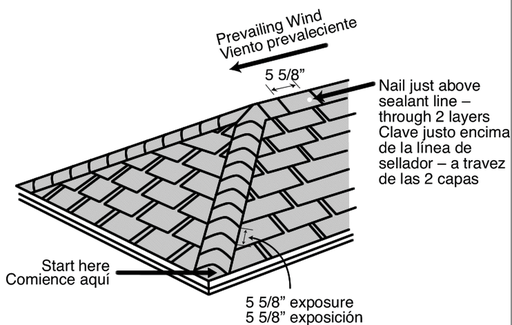 Prevailing Wind
Viento prevaleciente
5 5/8”
Nail just above
sealant line –
through 2 layers
Clave justo encima
de la línea de
sellador – a travez
de las 2 capas
Start here
Comience aquí
5 5/8” exposure
5 5/8” exposición